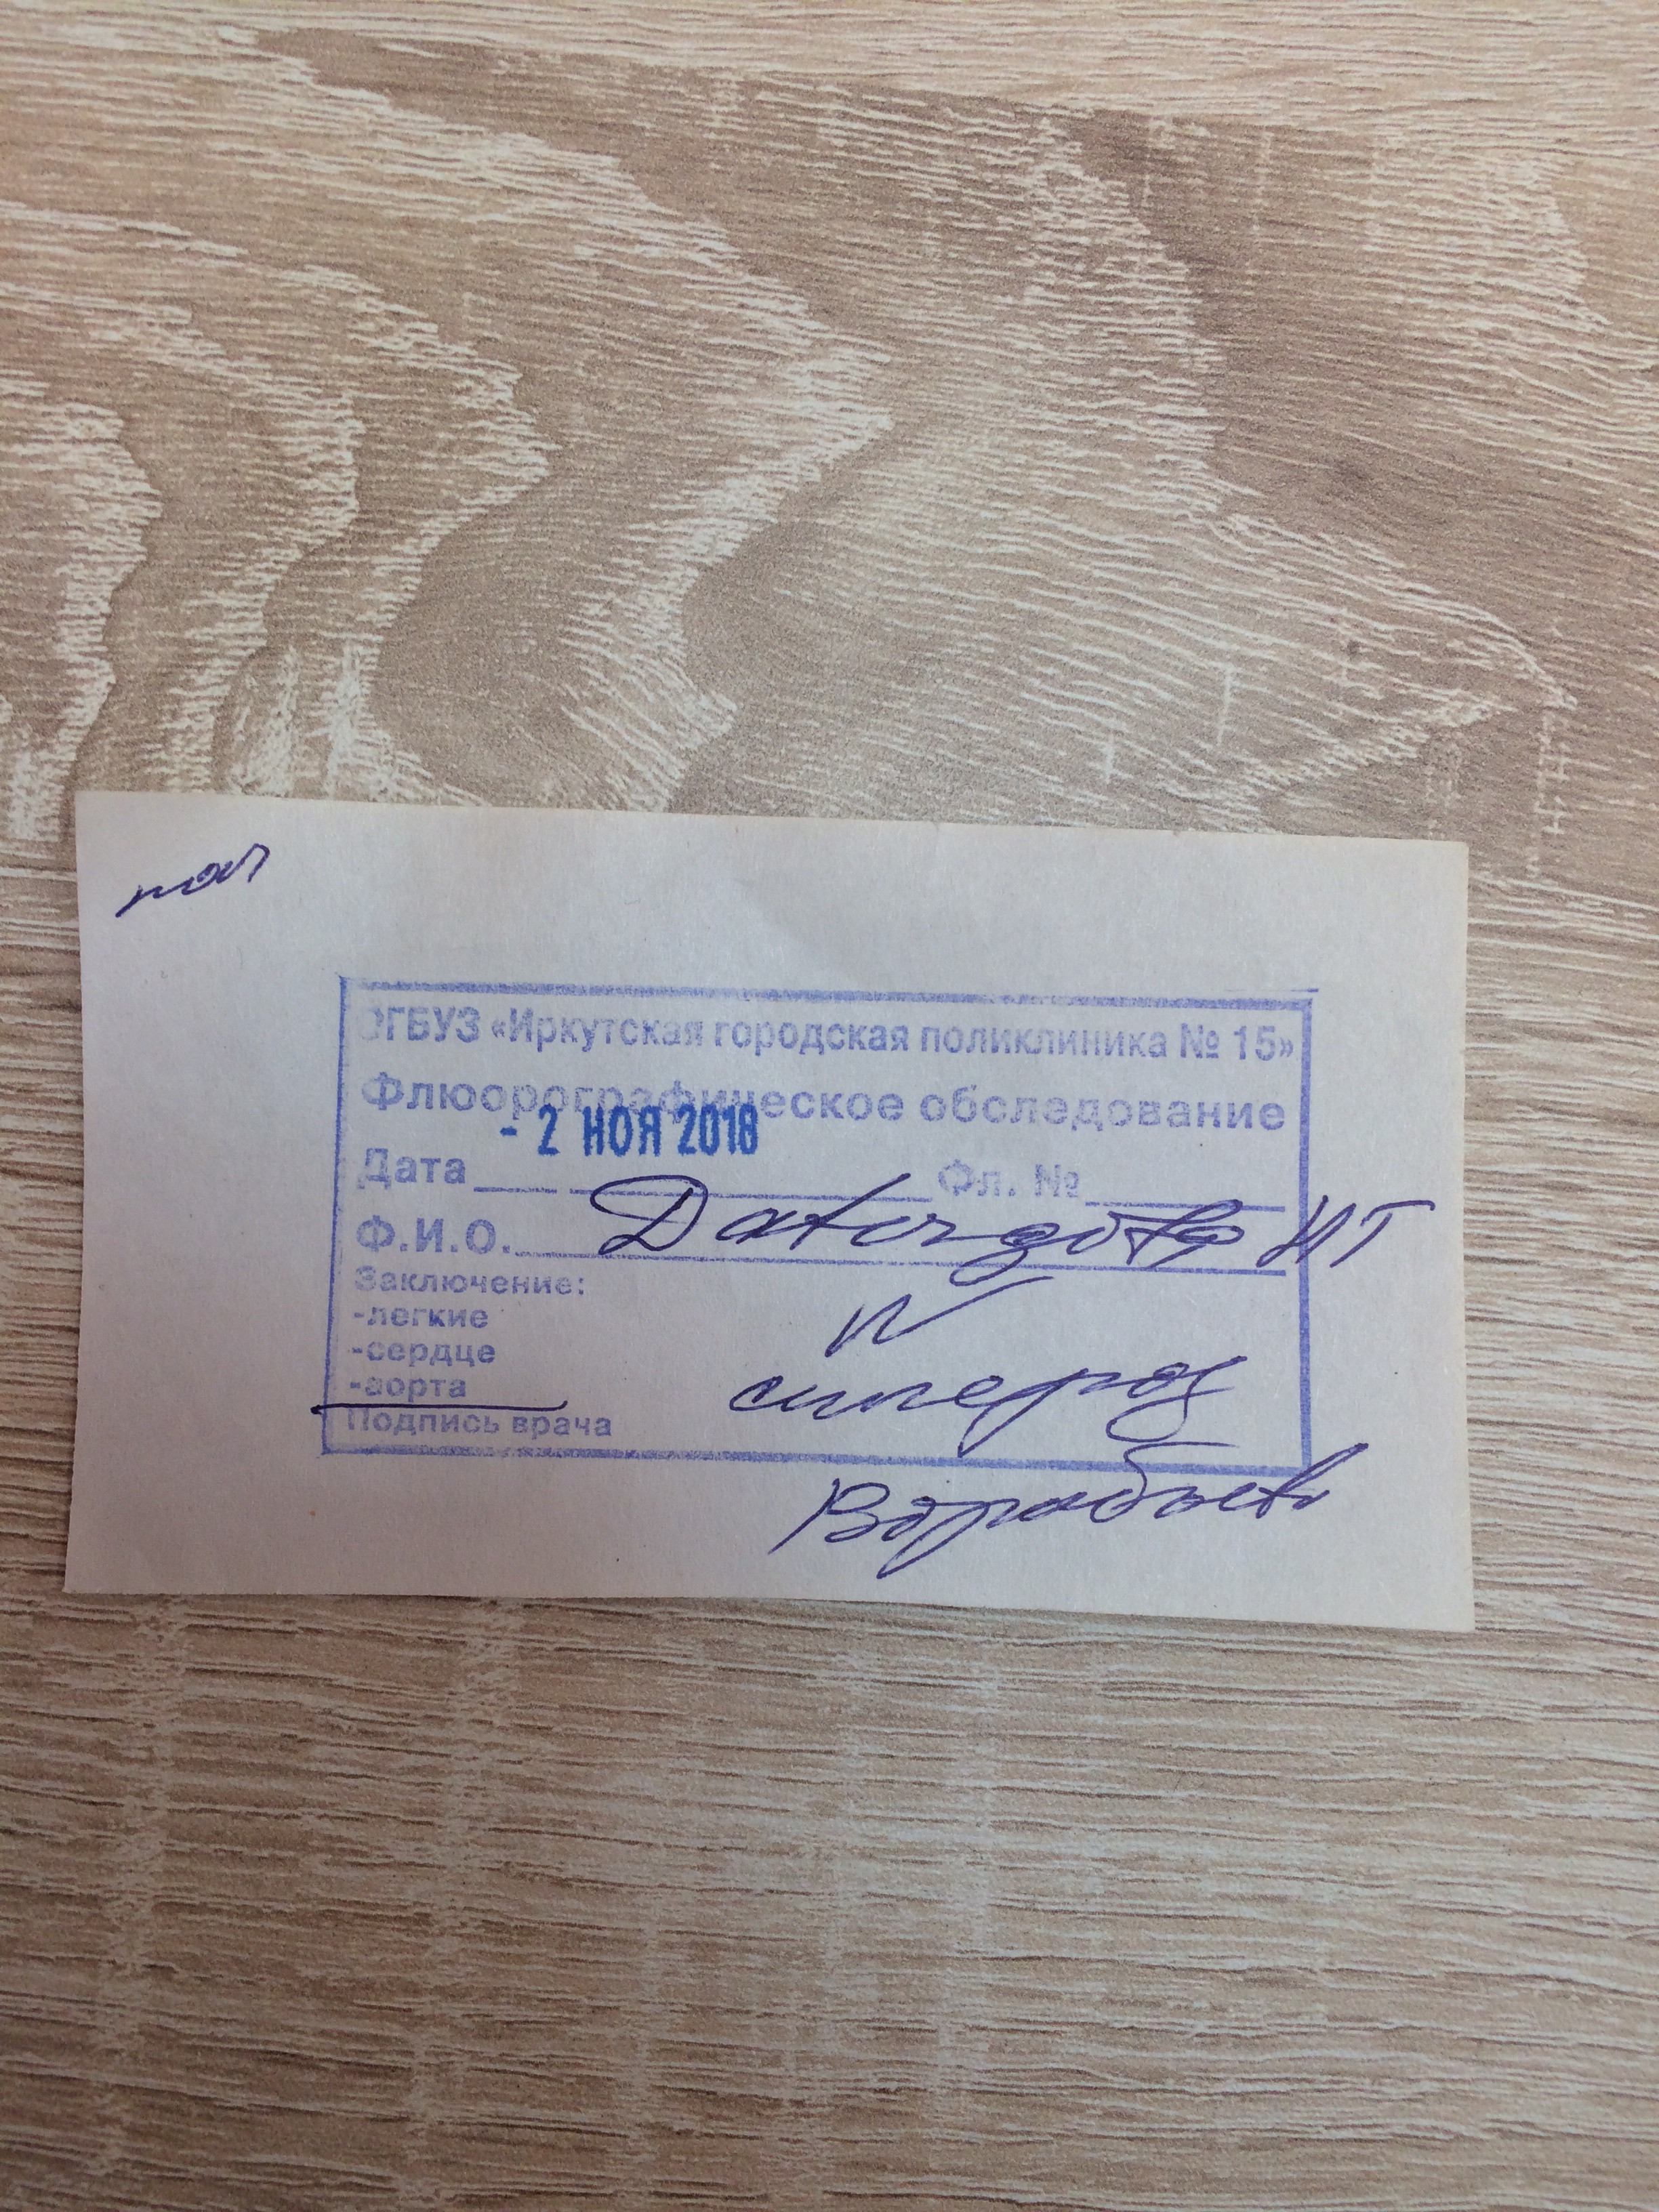 ОГБУЗ «Иркутская городская поликлиника № 15»
Флюорографическое обследование
- 2 НОЯ 2018
Дата Фл. №
Ф.И.О.
Заключение:
-легкие
-сердце
-аорта
склероз
Подпись врача